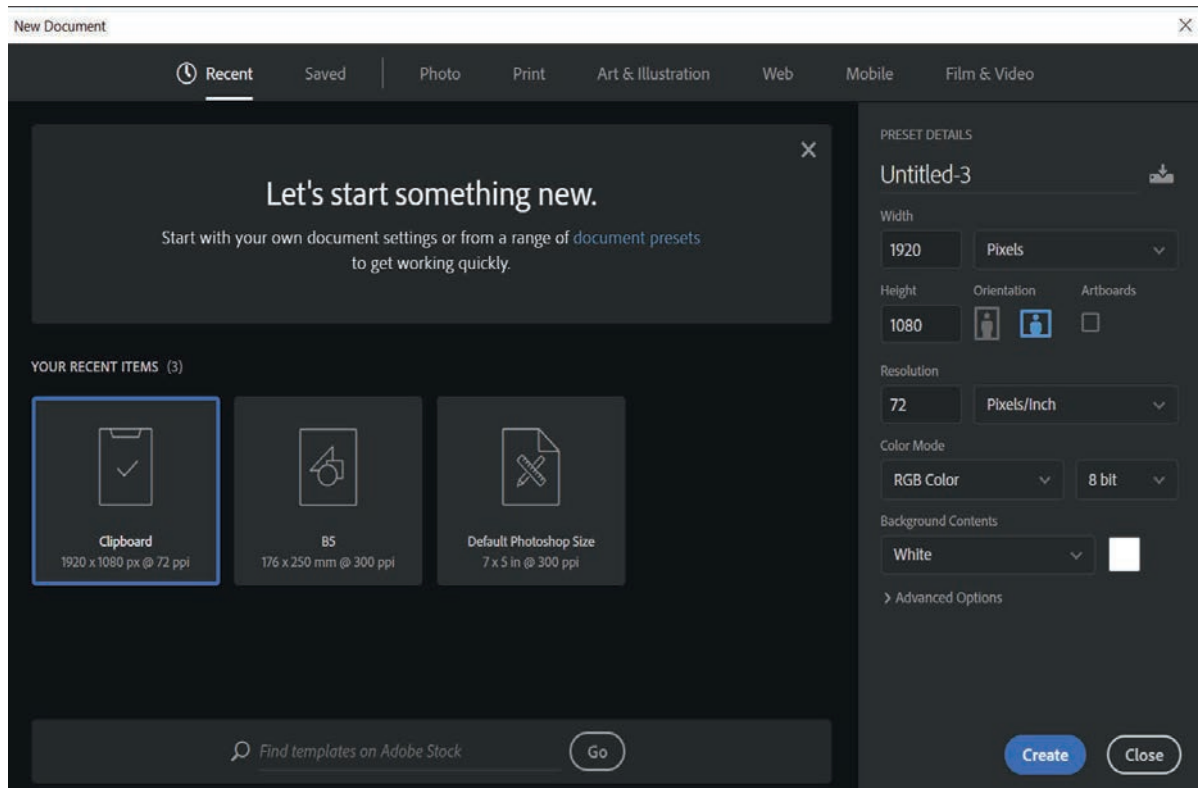 New Document
Recent Saved Photo Print Art & Illustration Web Mobile Film & Video
Let's start something new.
Start with your own document settings or from a range of document presets
to get working quickly.
YOUR RECENT ITEMS (3)
Clipboard
1920 x 1080 px @ 72 ppi
B5
176 x 250 mm @ 300 ppi
Default Photoshop Size
7 x 5 in @ 300 ppi
Find templates on Adobe Stock Go
PRESET DETAILS
Untitled-3
Width
1920 Pixels
Height Orientation Artboards
1080
Resolution
72 Pixels/Inch
Color Mode
RGB Color 8 bit
Background Contents
White
Advanced Options
Create Close